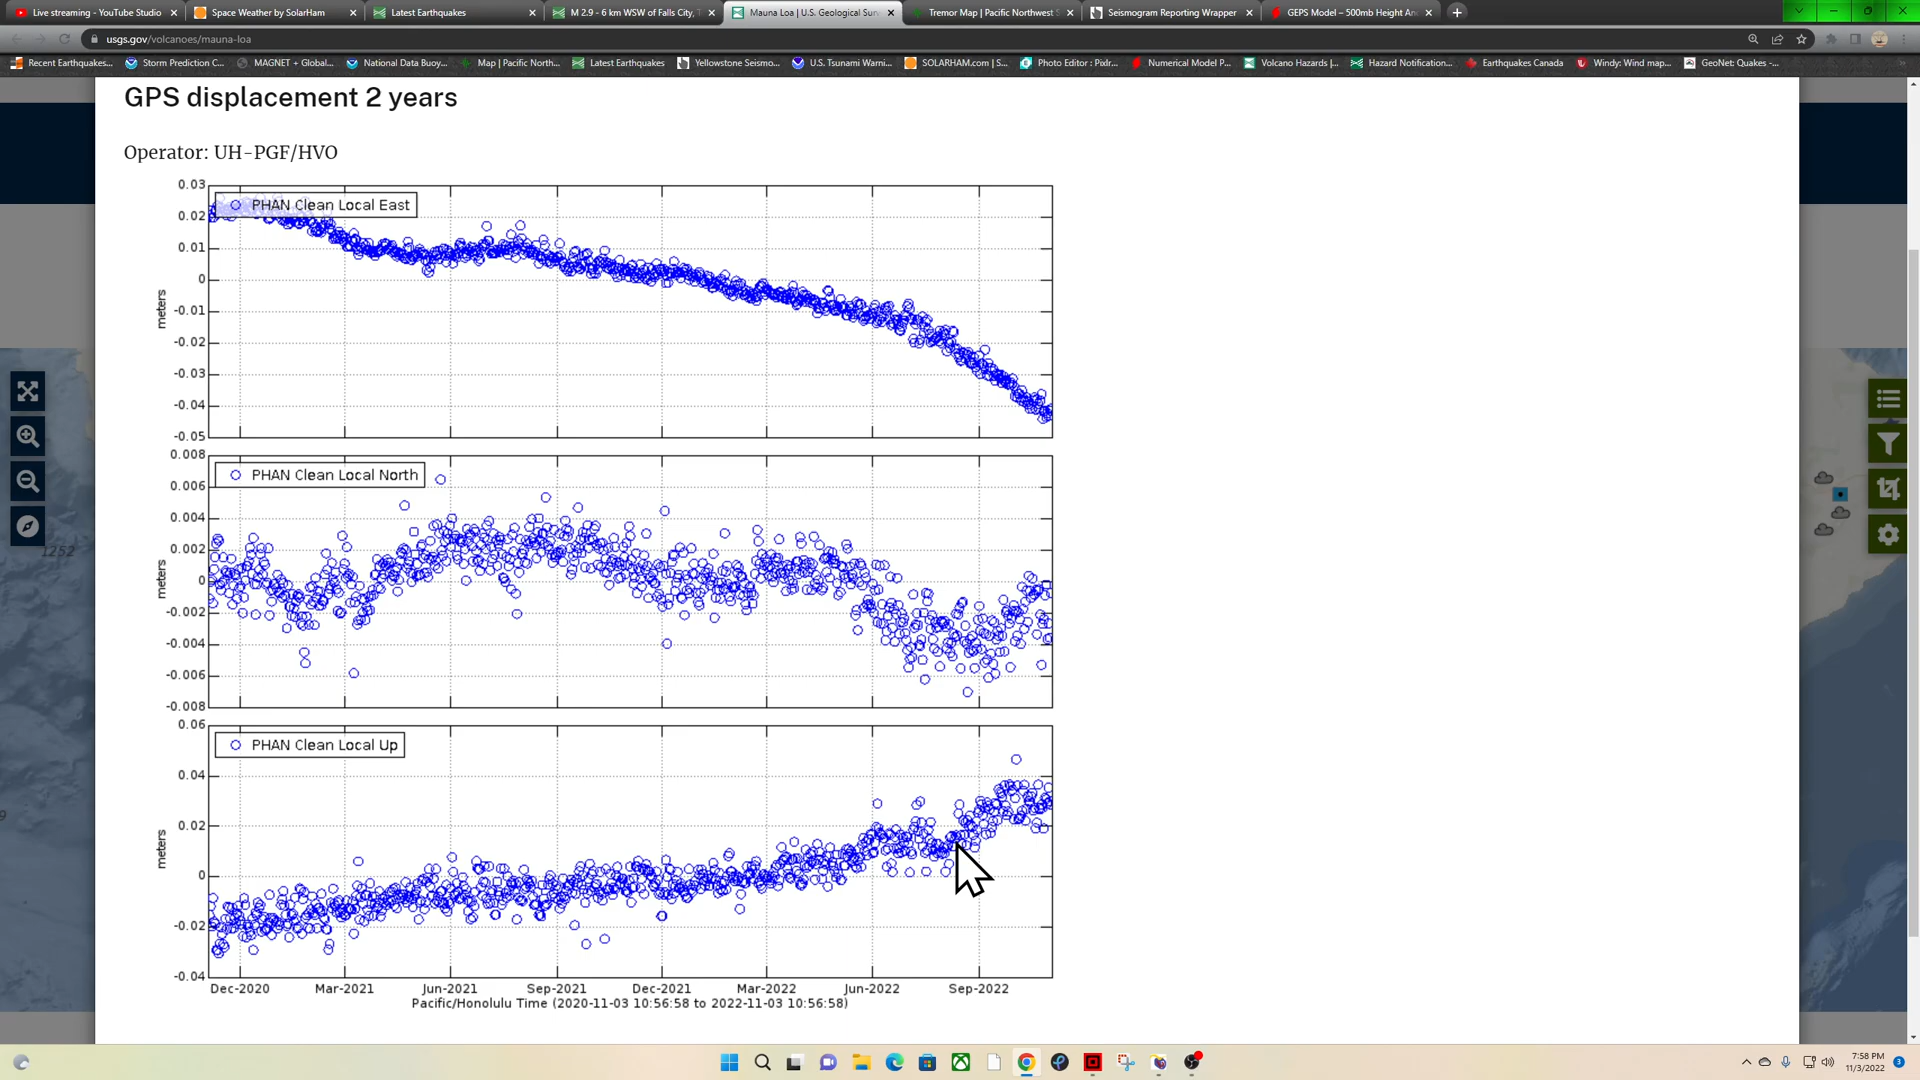 Live streaming - YouTube Studio
Space Weather by SolarHam
Latest Earthquakes
M 2.9 - 6 km WSW of Falls City, T
Mauna Loa | U.S. Geological Surv
Tremor Map | Pacific Northwest S
Seismogram Reporting Wrapper
GEPS Model – 500mb Height An
usgs.gov/volcanoes/mauna-loa
Recent Earthquakes...
Storm Prediction C...
MAGNET + Global...
National Data Buoy...
Map | Pacific North...
Latest Earthquakes
Yellowstone Seismo...
U.S. Tsunami Warni...
SOLARHAM.com | S...
Photo Editor : Pixlr...
Numerical Model P...
Volcano Hazards |...
Hazard Notification...
Earthquakes Canada
Windy: Wind map...
GeoNet: Quakes -...
GPS displacement 2 years
Operator: UH-PGF/HVO
PHAN Clean Local East
0.03
0.02
0.01
0
-0.01
-0.02
-0.03
-0.04
-0.05
meters
PHAN Clean Local North
0.008
0.006
0.004
0.002
0
-0.002
-0.004
-0.006
-0.008
meters
PHAN Clean Local Up
0.06
0.04
0.02
0
-0.02
-0.04
meters
Dec-2020 Mar-2021 Jun-2021 Sep-2021 Dec-2021 Mar-2022 Jun-2022 Sep-2022
Pacific/Honolulu Time (2020-11-03 10:56:58 to 2022-11-03 10:56:58)
1252
9
7:58 PM
11/3/2022
3